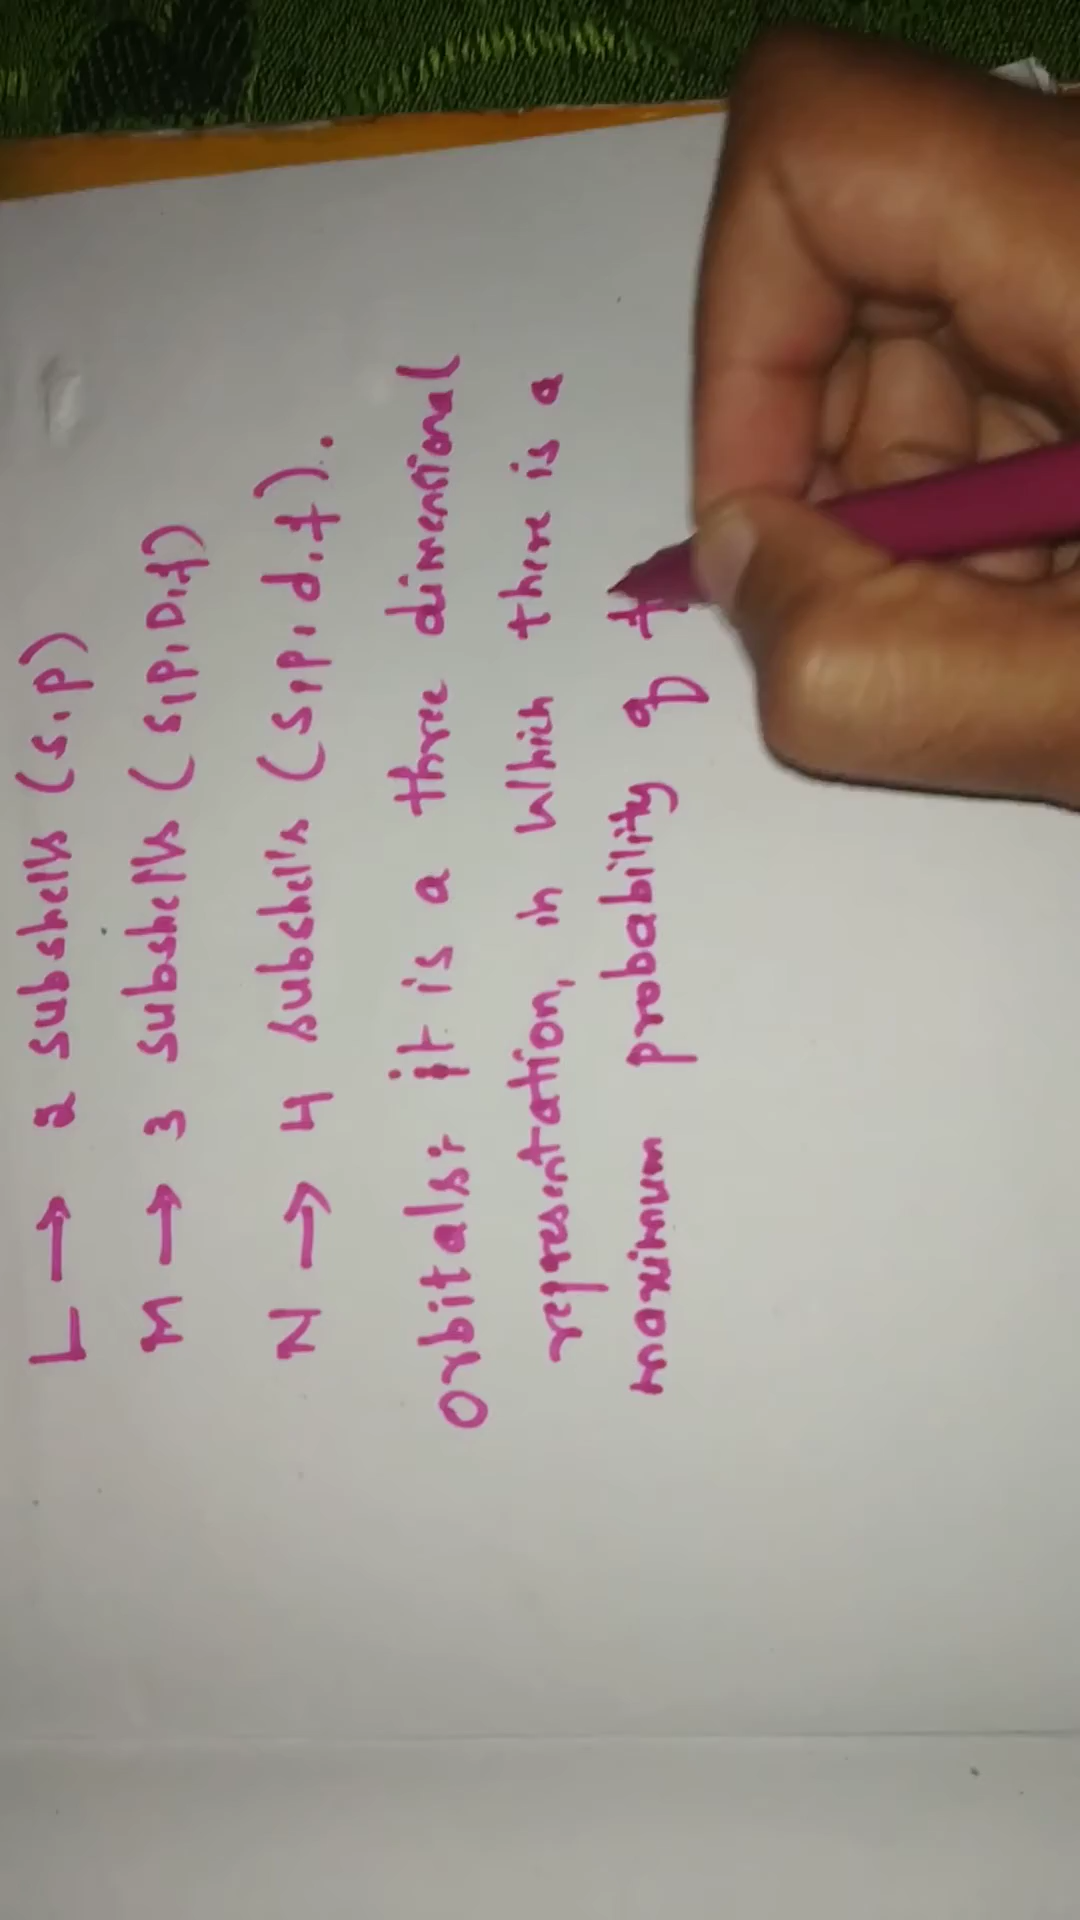 L → 2 subshells (s, p)
M → 3 subshells (s, p, D, f)
N → 4 subshells (s, p, d, f).
orbitals: it is a three dimensional
representation, in which there is a
maximum probability of